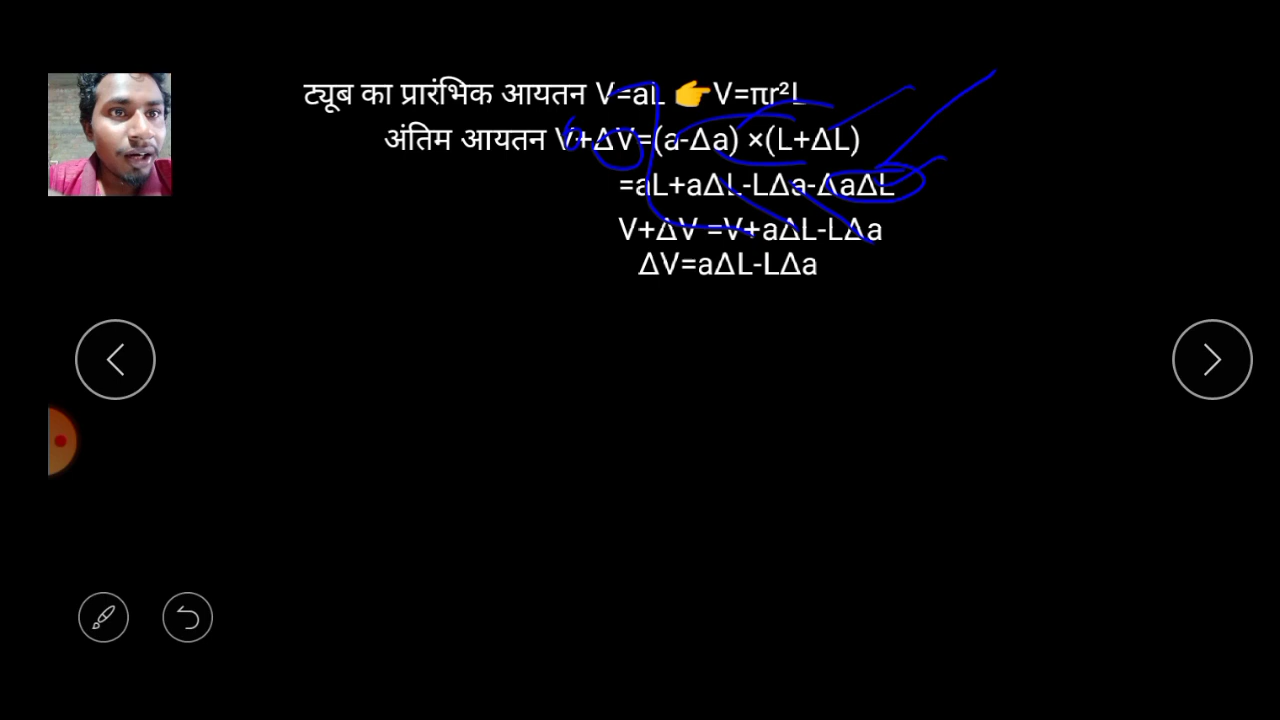 ट्यूब का प्रारंभिक आयतन V=aL 👉V=πr²L
अंतिम आयतन V+ΔV=(a-Δa) ×(L+ΔL)
=aL+aΔL-LΔa-ΔaΔL
V+ΔV =V+aΔL-LΔa
ΔV=aΔL-LΔa